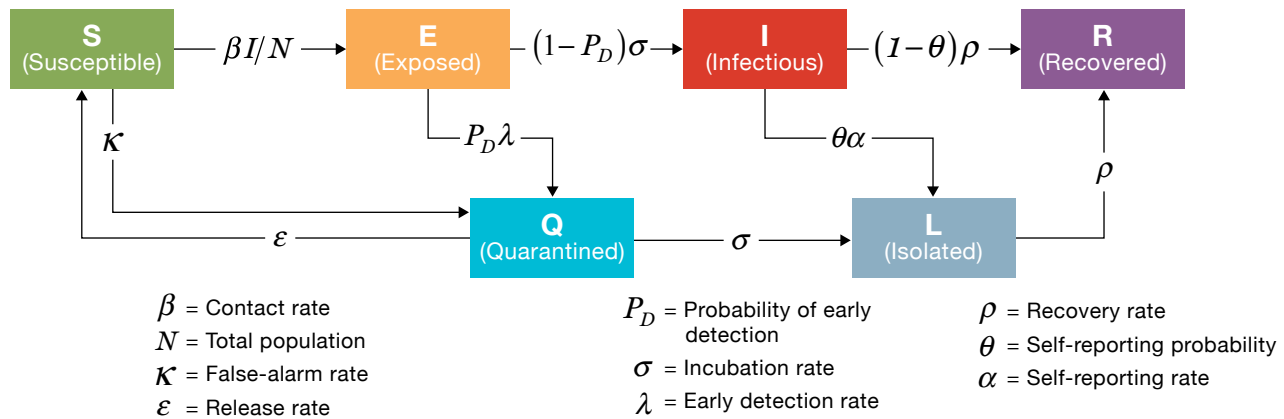 S
(Susceptible)
βI/N
E
(Exposed)
(1−P_D)σ
I
(Infectious)
(1−θ)ρ
R
(Recovered)
κ
P_Dλ
θα
ρ
ε
Q
(Quarantined)
σ
L
(Isolated)
β = Contact rate
N = Total population
κ = False-alarm rate
ε = Release rate
P_D = Probability of early
detection
σ = Incubation rate
λ = Early detection rate
ρ = Recovery rate
θ = Self-reporting probability
α = Self-reporting rate